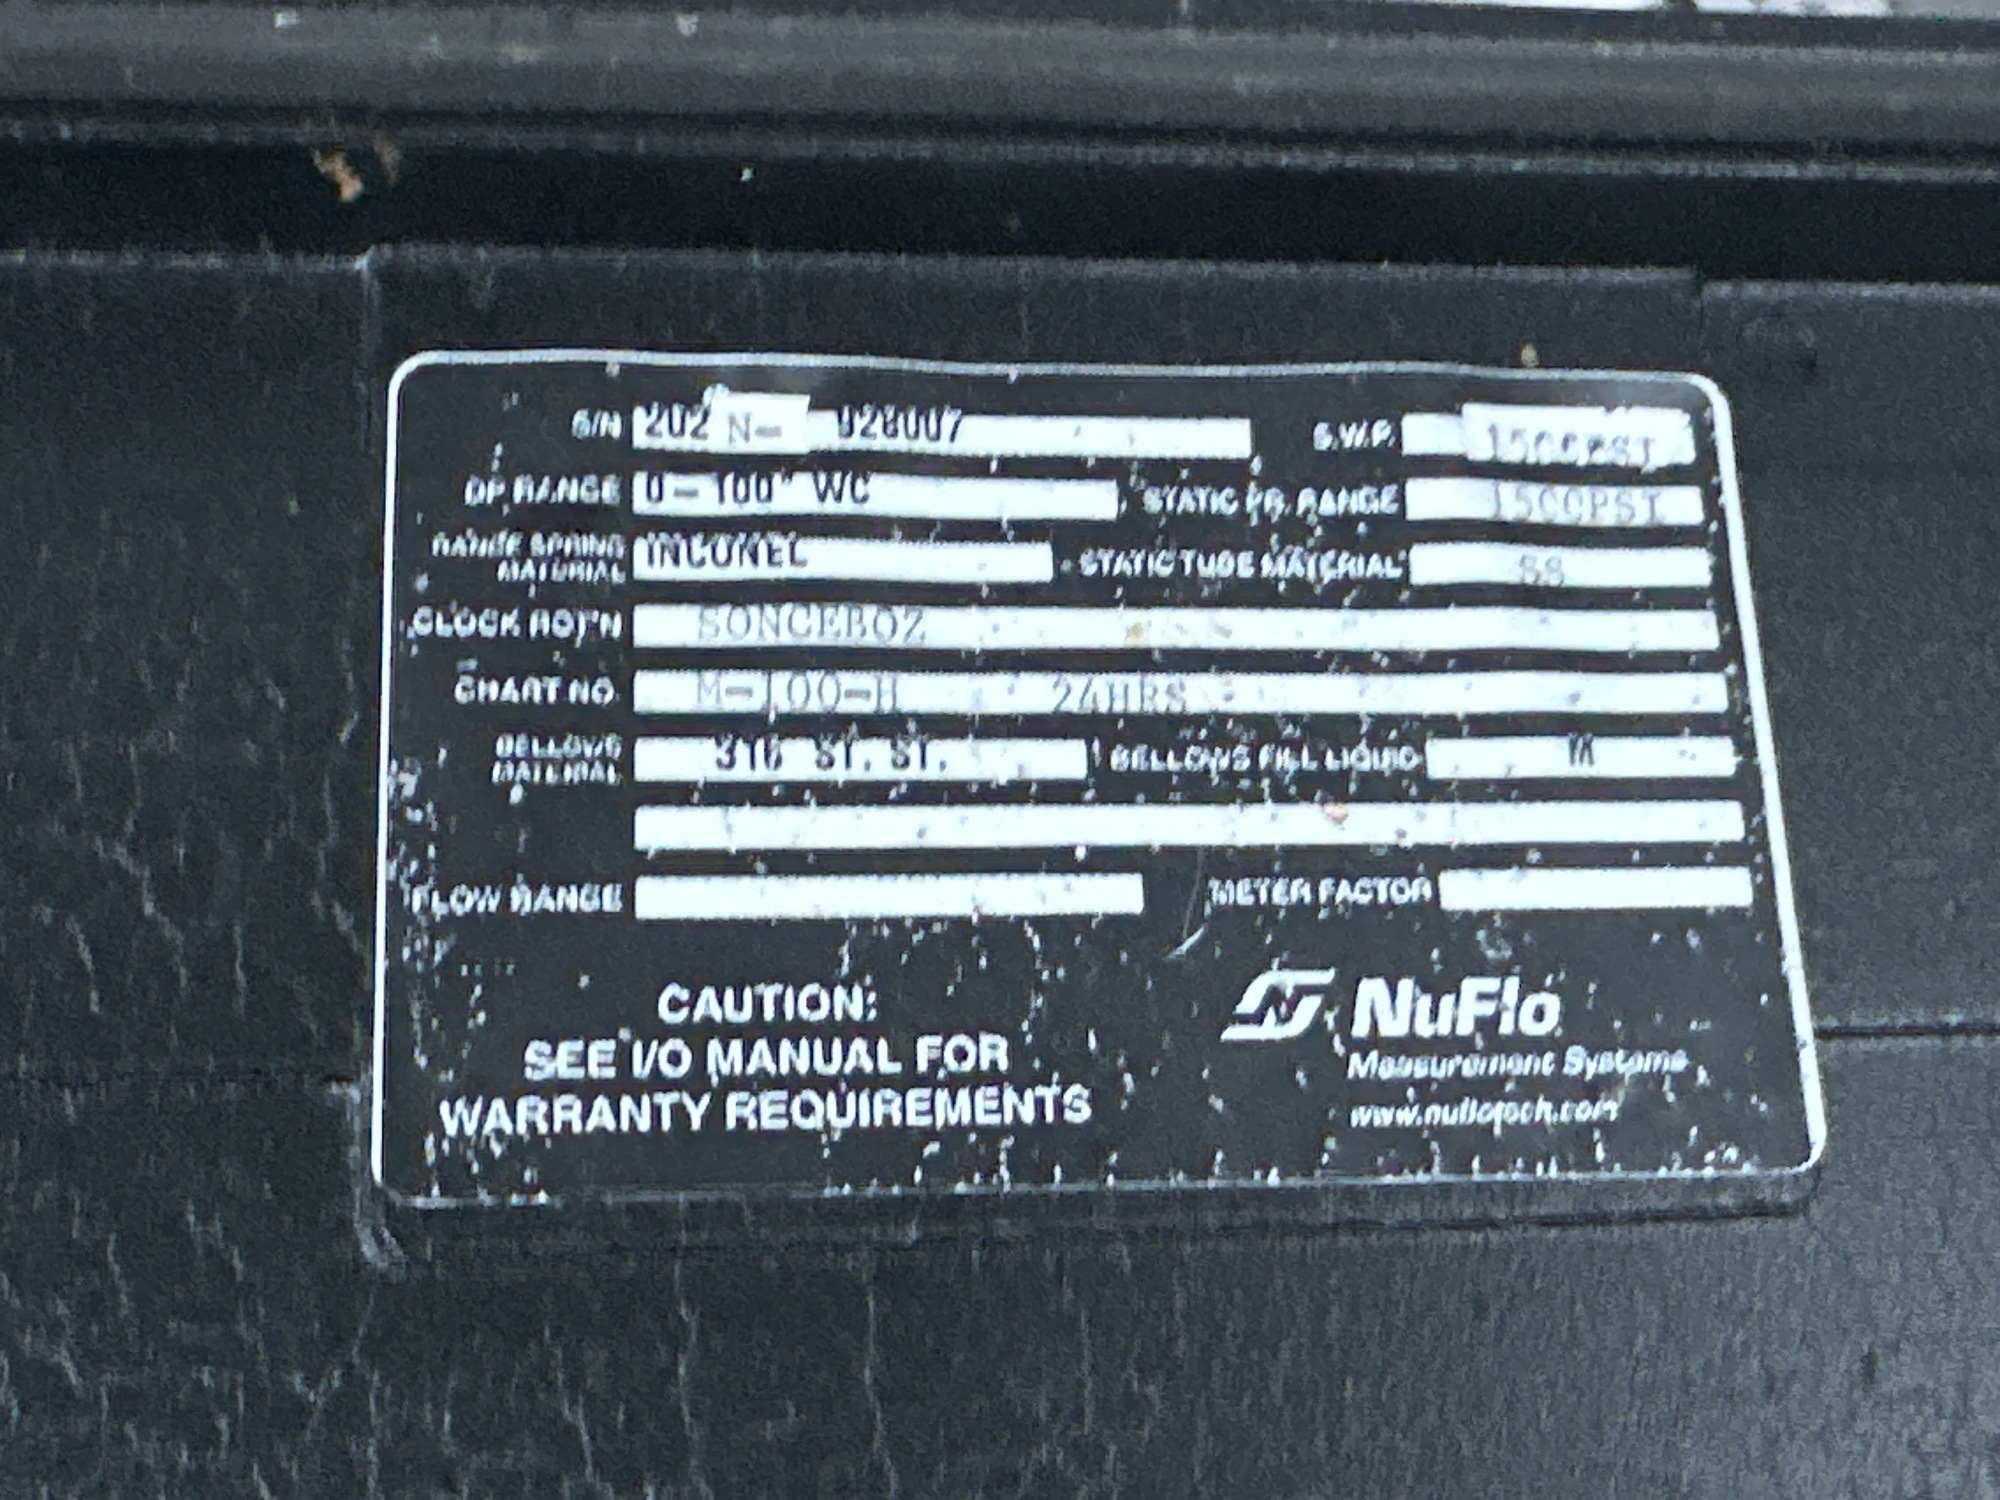 S/N 202 N- 928007 S.W.P. 1500PSI
DP. RANGE 0-100" WC STATIC PR. RANGE 1500PSI
RANGE SPRING MATERIAL INCONEL STATIC TUBE MATERIAL SS
CLOCK ROT'N SONCEBOZ
CHART NO. M-100-H 24HRS
BELLOWS MATERIAL 316 ST. ST. BELLOWS FILL LIQUID M
FLOW RANGE METER FACTOR
CAUTION:
SEE I/O MANUAL FOR
WARRANTY REQUIREMENTS
NuFlo
Measurement Systems